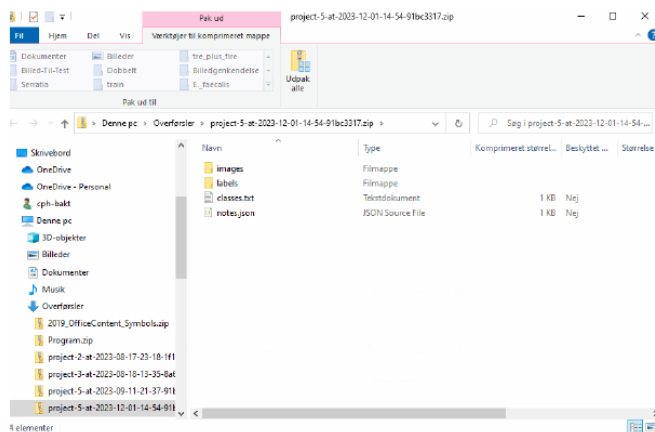 Pak ud
project-5-at-2023-12-01-14-54-91bc3317.zip
Fil Hjem Del Vis Værktøjer til komprimeret mappe
Dokumenter Billeder tre_plus_fire
Billed-Til-Test Dobbelt Billedgenkendelse
Serratia train E_faecalis
Udpak alle
Pak ud til
Denne pc > Overførsler > project-5-at-2023-12-01-14-54-91bc3317.zip >
Søg i project-5-at-2023-12-01-14-54-...
Navn Type Komprimeret størrel... Beskyttet ... Størrelse
Skrivebord
OneDrive
OneDrive - Personal
cph-bakt
Denne pc
3D-objekter
Billeder
Dokumenter
Musik
Overførsler
2019_OfficeContent_Symbols.zip
Program.zip
project-2-at-2023-08-17-23-18-1f1
project-3-at-2023-08-18-13-35-8a6
project-5-at-2023-09-11-21-37-91b
project-5-at-2023-12-01-14-54-91b
images Filmappe
labels Filmappe
classes.txt Tekstdokument 1 KB Nej
notes.json JSON Source File 1 KB Nej
4 elementer